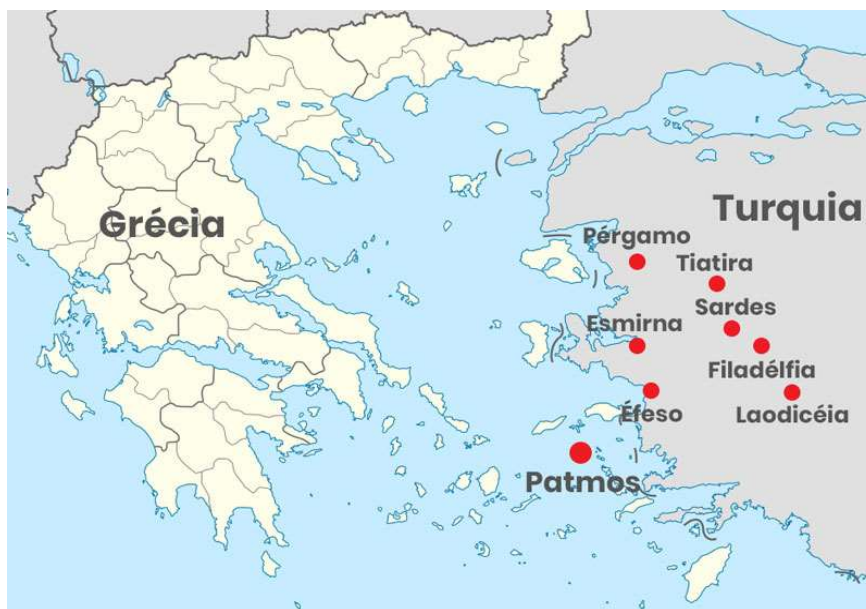 Grécia
Turquia
Pérgamo
Tiatira
Sardes
Esmirna
Filadélfia
Éfeso
Laodicéia
Patmos